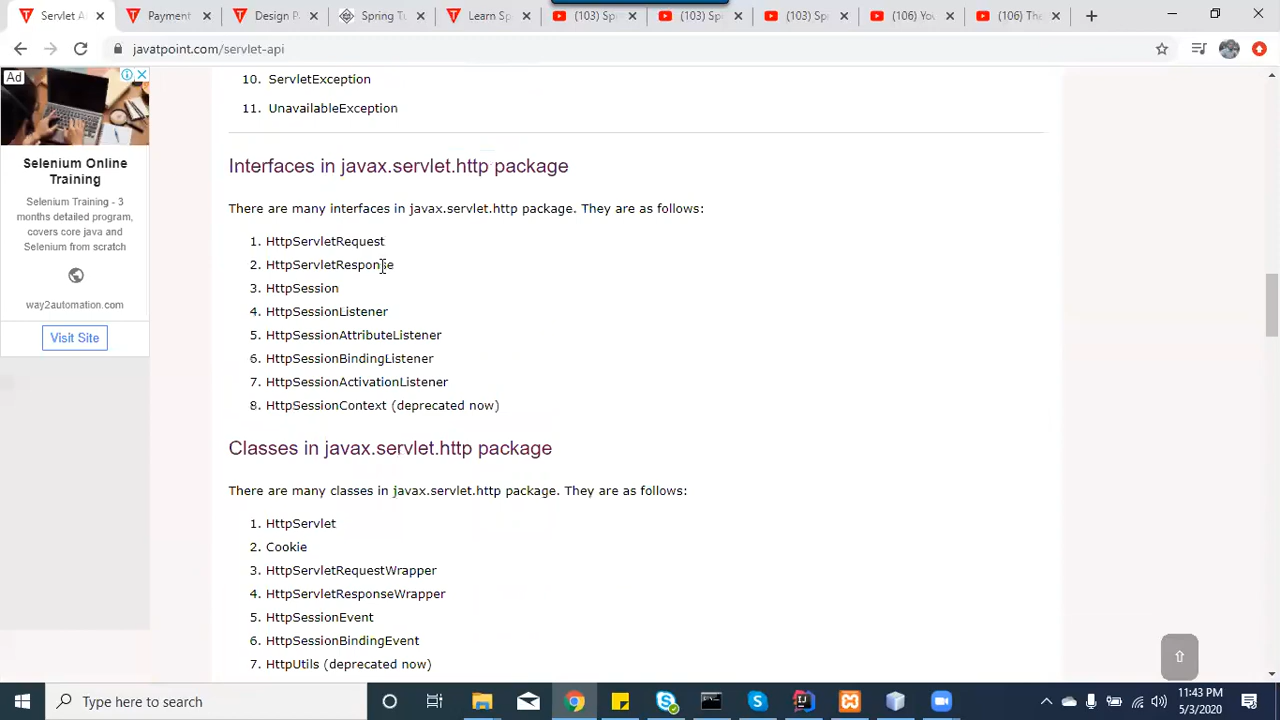 Servlet A
Payment
Design
Spring T
Learn S
(103) Spr
(103) Sp
(103) Sp
(106) Yo
(106) Th
javatpoint.com/servlet-api
Ad
Selenium Online
Training
Selenium Training - 3
months detailed program,
covers core java and
Selenium from scratch
way2automation.com
Visit Site
10. ServletException
11. UnavailableException
Interfaces in javax.servlet.http package
There are many interfaces in javax.servlet.http package. They are as follows:
1. HttpServletRequest
2. HttpServletResponse
3. HttpSession
4. HttpSessionListener
5. HttpSessionAttributeListener
6. HttpSessionBindingListener
7. HttpSessionActivationListener
8. HttpSessionContext (deprecated now)
Classes in javax.servlet.http package
There are many classes in javax.servlet.http package. They are as follows:
1. HttpServlet
2. Cookie
3. HttpServletRequestWrapper
4. HttpServletResponseWrapper
5. HttpSessionEvent
6. HttpSessionBindingEvent
7. HttpUtils (deprecated now)
Type here to search
11:43 PM
5/3/2020